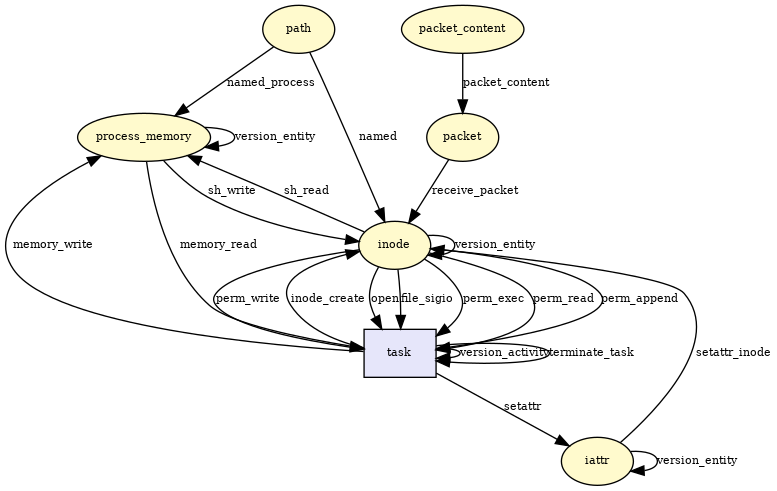 path
packet_content
named_process
packet_content
process_memory
version_entity
named
packet
sh_write
sh_read
receive_packet
memory_write
memory_read
inode
version_entity
perm_write
inode_create
open
file_sigio
perm_exec
perm_read
perm_append
task
version_activity
terminate_task
setattr_inode
setattr
iattr
version_entity